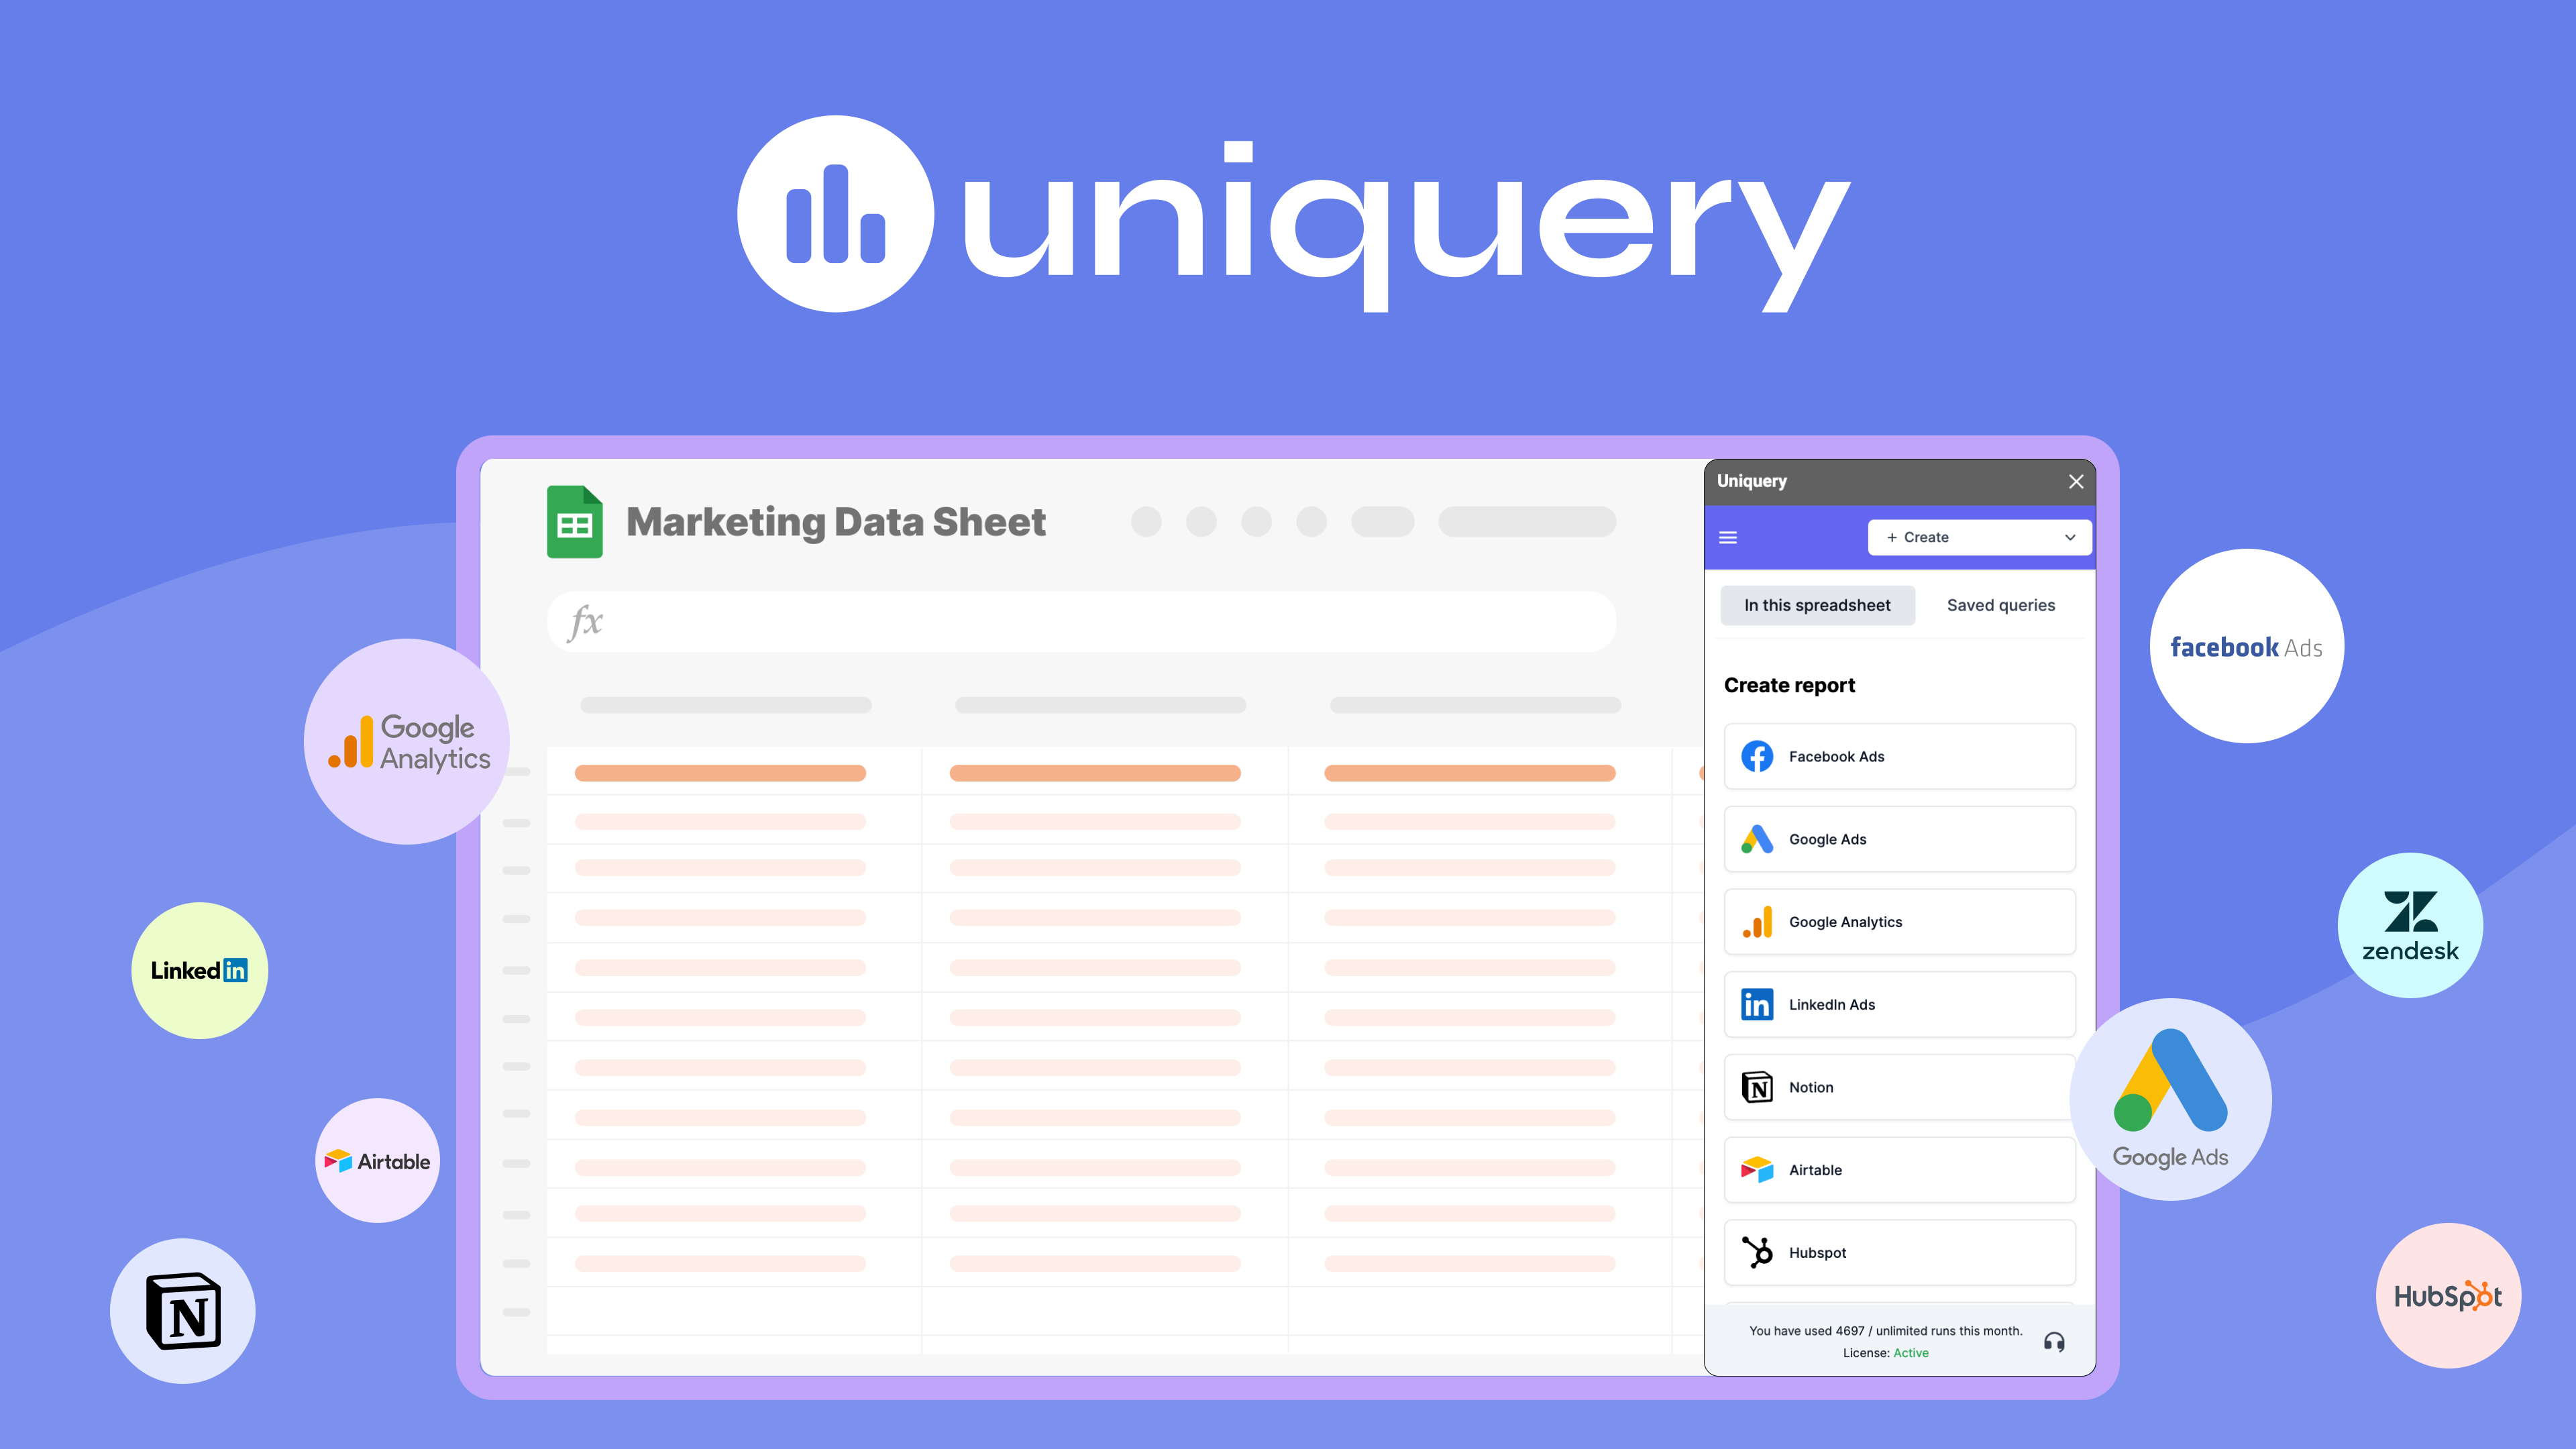 uniquery
Marketing Data Sheet
fx
Uniquery
+ Create
In this spreadsheet
Saved queries
Create report
Facebook Ads
Google Ads
Google Analytics
LinkedIn Ads
Notion
Airtable
Hubspot
You have used 4697 / unlimited runs this month.
License: Active
Google
Analytics
Linked in
Airtable
N
facebook Ads
zendesk
Google Ads
HubSpot